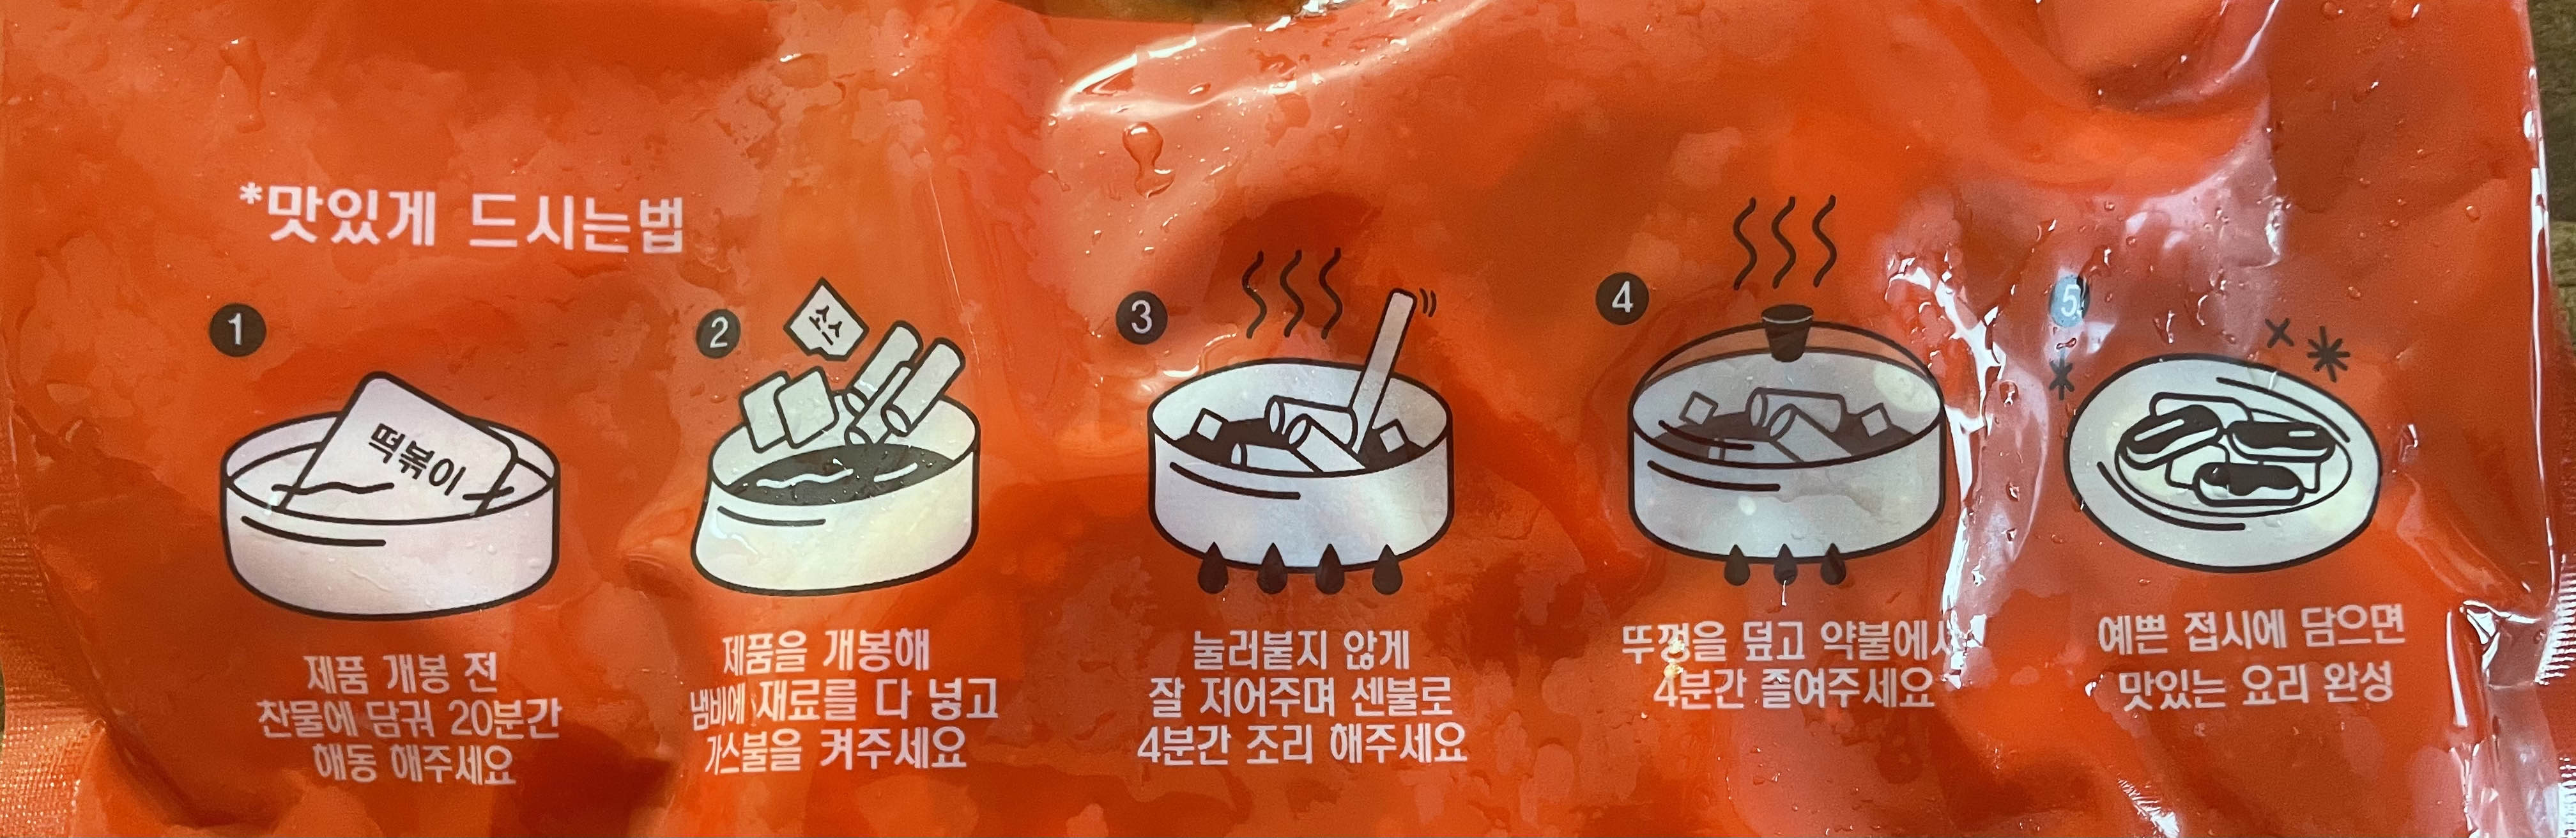 *맛있게 드시는법
1
떡볶이
제품 개봉 전
찬물에 담궈 20분간
해동 해주세요
2
소스
제품을 개봉해
냄비에 재료를 다 넣고
가스불을 켜주세요
3
눌러붙지 않게
잘 저어주며 센불로
4분간 조리 해주세요
4
뚜껑을 덮고 약불에서
4분간 졸여주세요
5
예쁜 접시에 담으면
맛있는 요리 완성